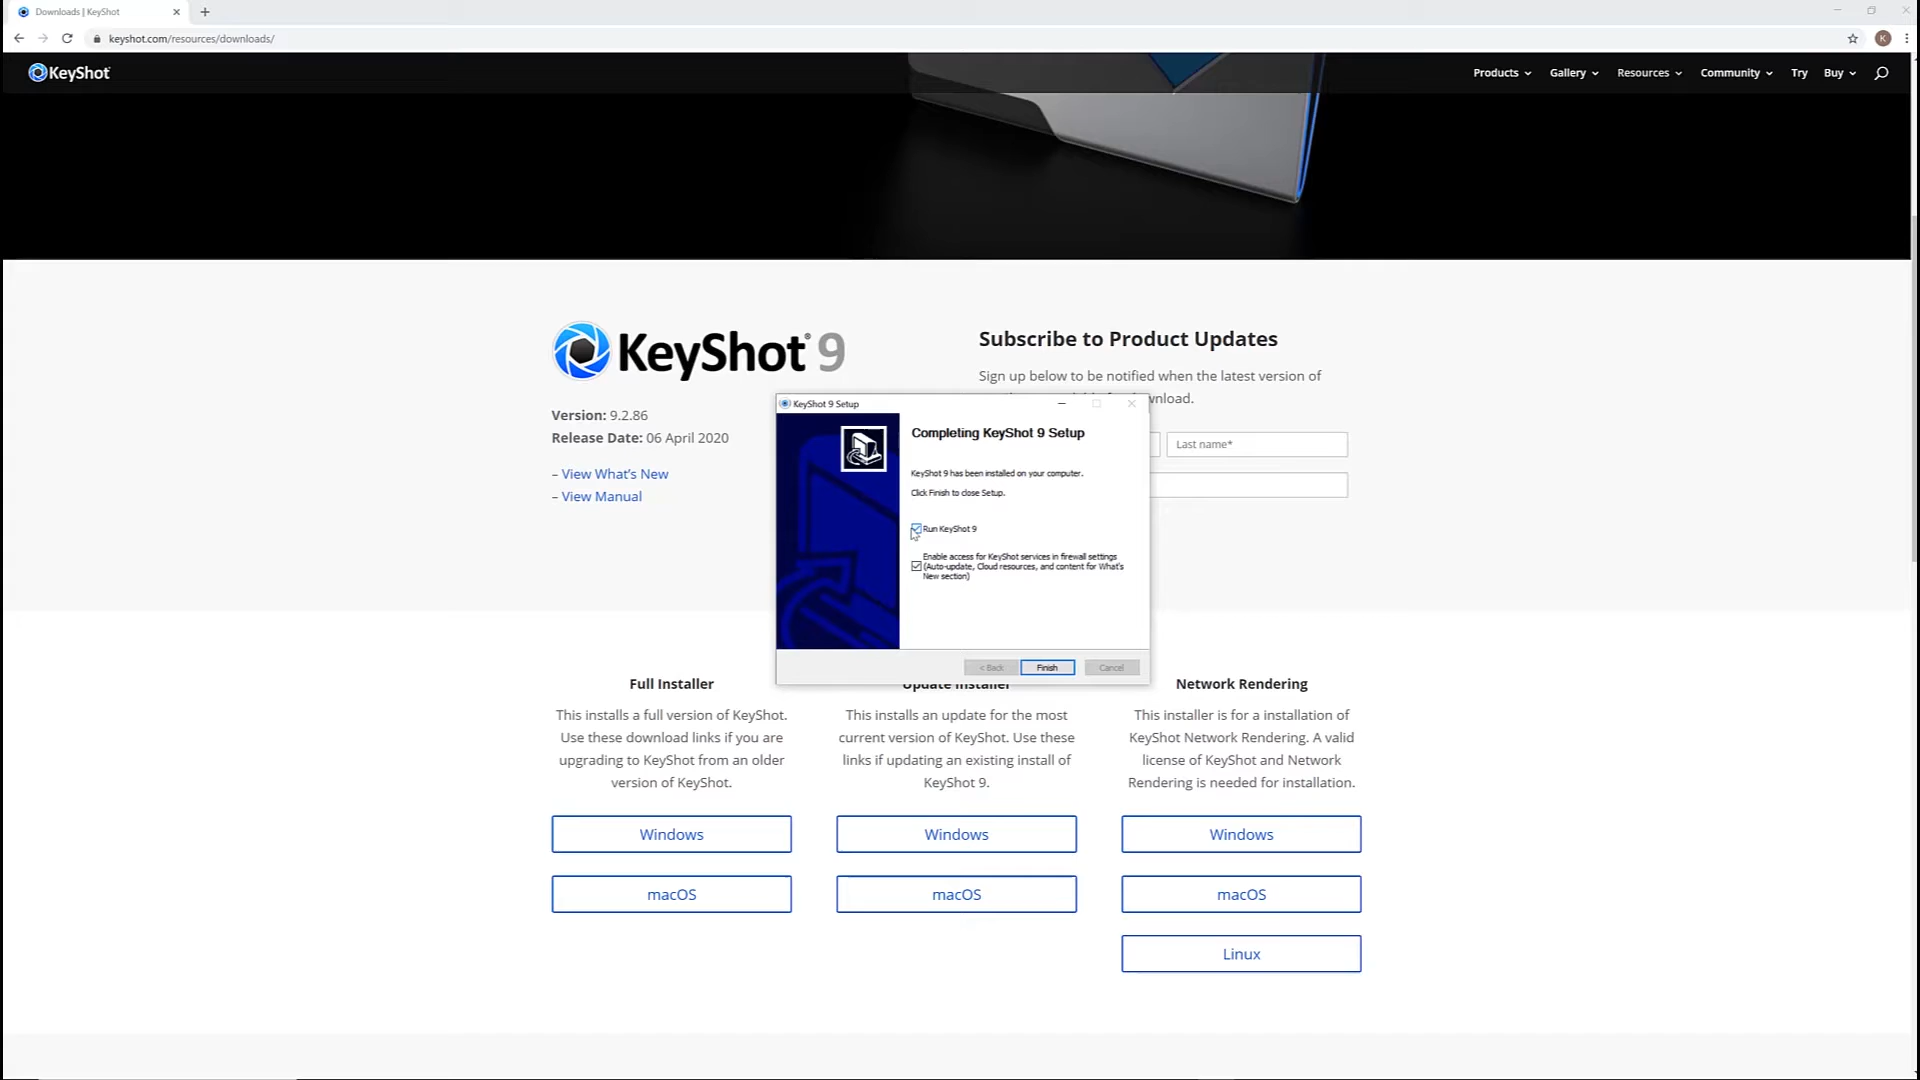 Downloads | KeyShot
keyshot.com/resources/downloads/
K
KeyShot
Products
Gallery
Resources
Community
Try
Buy
KeyShot® 9
Version: 9.2.86
Release Date: 06 April 2020
– View What's New
– View Manual
Subscribe to Product Updates
Sign up below to be notified when the latest version of
Last name*
KeyShot 9 Setup
Completing KeyShot 9 Setup
KeyShot 9 has been installed on your computer.
Click Finish to close Setup.
Run KeyShot 9
Enable access for KeyShot services in firewall settings
(Auto-update, Cloud resources, and content for What's
New section)
< Back
Finish
Cancel
Full Installer
This installs a full version of KeyShot.
Use these download links if you are
upgrading to KeyShot from an older
version of KeyShot.
Windows
macOS
Update Installer
This installs an update for the most
current version of KeyShot. Use these
links if updating an existing install of
KeyShot 9.
Windows
macOS
Network Rendering
This installer is for a installation of
KeyShot Network Rendering. A valid
license of KeyShot and Network
Rendering is needed for installation.
Windows
macOS
Linux